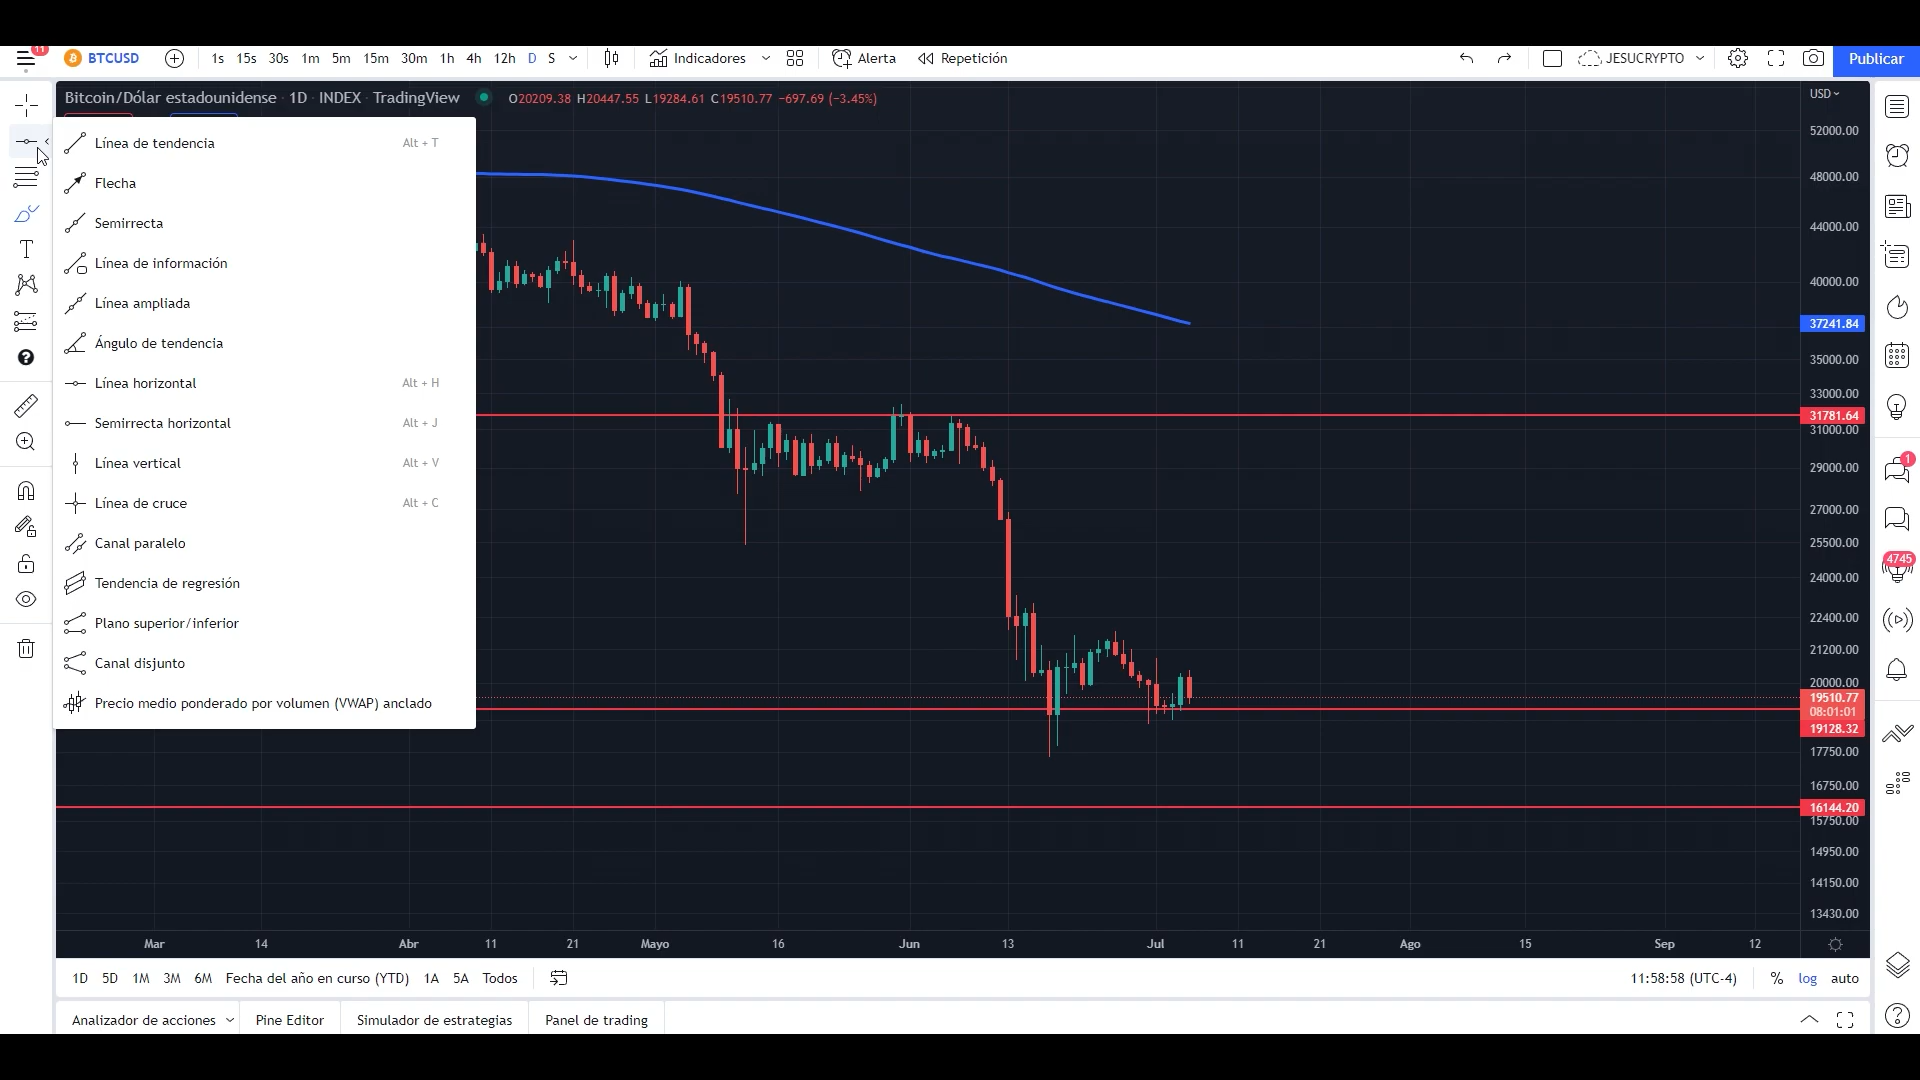 11
BTCUSD 1s 15s 30s 1m 5m 15m 30m 1h 4h 12h D S Indicadores Alerta Repetición JESUCRYPTO Publicar
Bitcoin/Dólar estadounidense · 1D · INDEX · TradingView O20209.38 H20447.55 L19284.61 C19510.77 −697.69 (−3.45%)
USD
Línea de tendencia Alt + T
Flecha
Semirrecta
Línea de información
Línea ampliada
Ángulo de tendencia
Línea horizontal Alt + H
Semirrecta horizontal Alt + J
Línea vertical Alt + V
Línea de cruce Alt + C
Canal paralelo
Tendencia de regresión
Plano superior/inferior
Canal disjunto
Precio medio ponderado por volumen (VWAP) anclado
52000.00
48000.00
44000.00
40000.00
37241.84
35000.00
33000.00
31781.64
31000.00
29000.00
27000.00
25500.00
24000.00
22400.00
21200.00
20000.00
19510.77
08:01:01
19128.32
17750.00
16750.00
16144.20
15750.00
14950.00
14150.00
13430.00
1
4745
Mar 14 Abr 11 21 Mayo 16 Jun 13 Jul 11 21 Ago 15 Sep 12
1D 5D 1M 3M 6M Fecha del año en curso (YTD) 1A 5A Todos 11:58:58 (UTC-4) % log auto
Analizador de acciones Pine Editor Simulador de estrategias Panel de trading